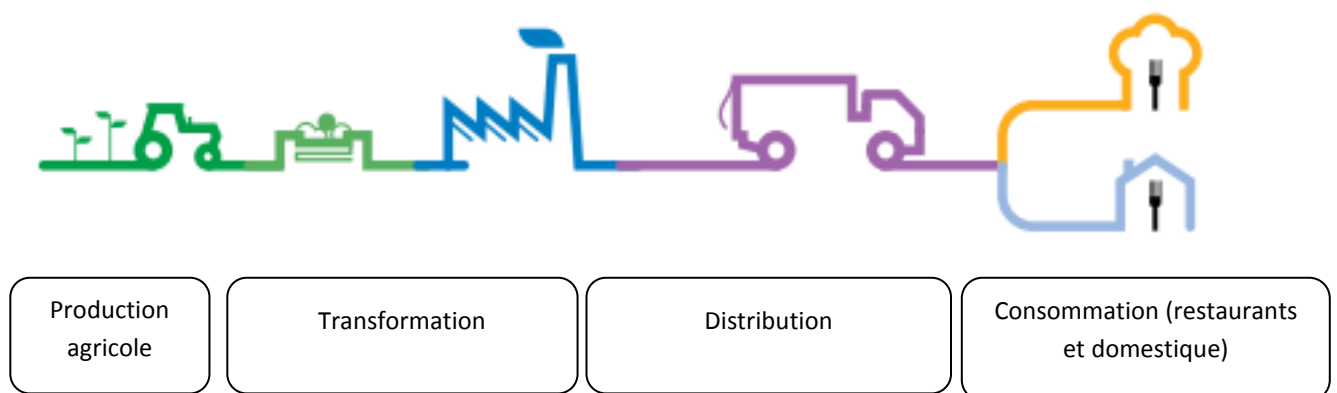 Production
agricole
Transformation
Distribution
Consommation (restaurants
et domestique)